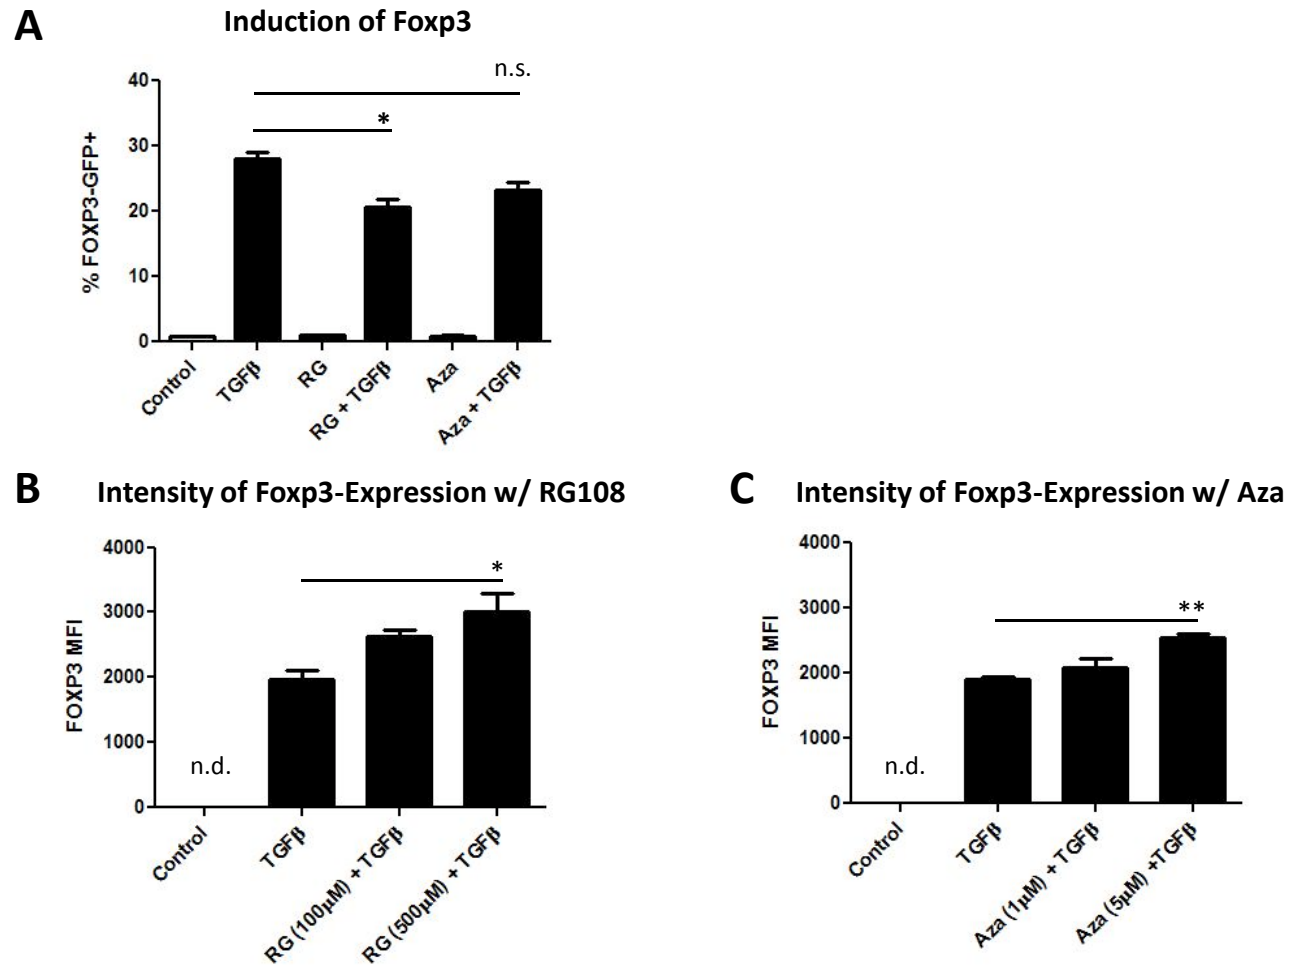 A
Induction of Foxp3
n.s.
*
% FOXP3-GFP+
40
30
20
10
0
Control
TGFβ
RG
RG + TGFβ
Aza
Aza + TGFβ
B
Intensity of Foxp3-Expression w/ RG108
FOXP3 MFI
4000
3000
2000
1000
0
n.d.
*
Control
TGFβ
RG (100μM) + TGFβ
RG (500μM) + TGFβ
C
Intensity of Foxp3-Expression w/ Aza
FOXP3 MFI
4000
3000
2000
1000
0
n.d.
**
Control
TGFβ
Aza (1μM) + TGFβ
Aza (5μM) +TGFβ